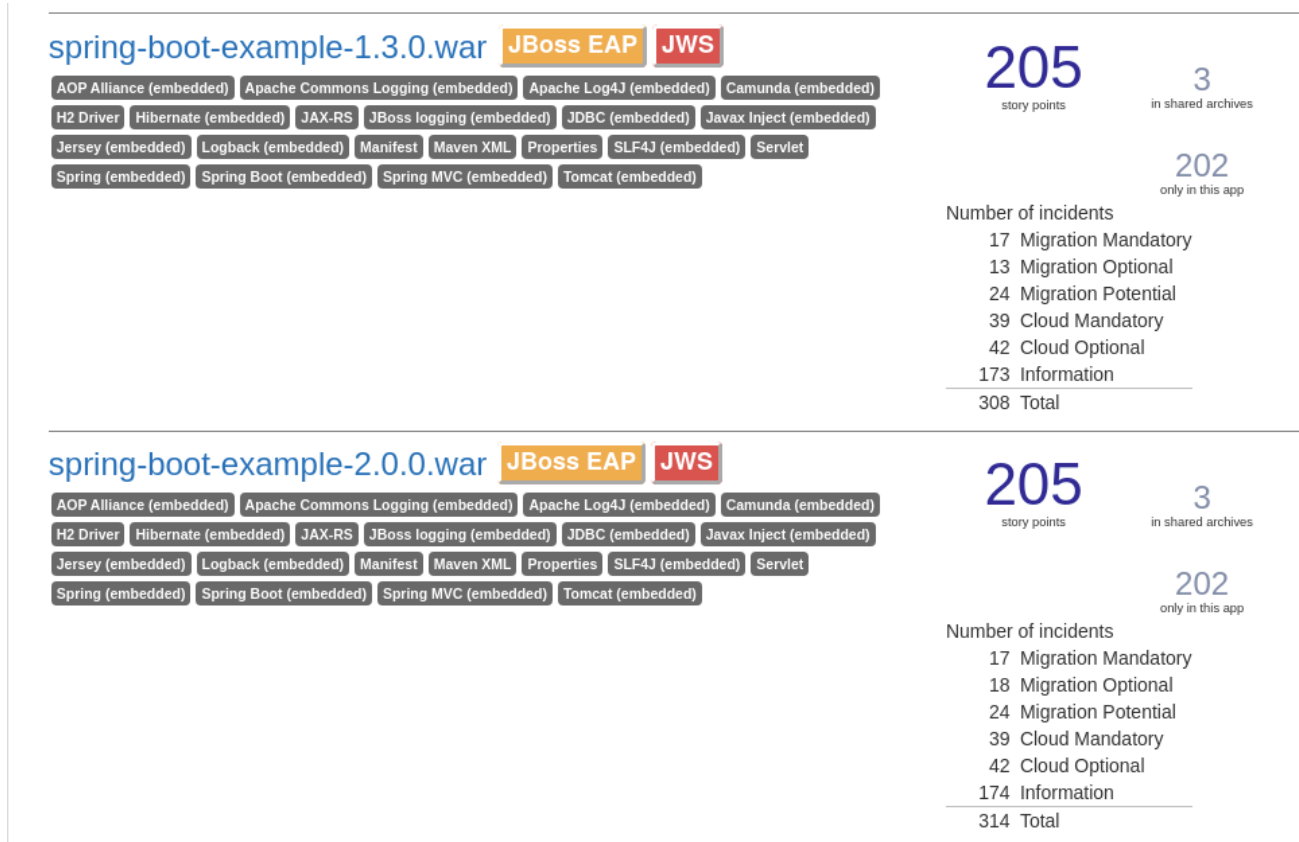 spring-boot-example-1.3.0.war JBoss EAP JWS
AOP Alliance (embedded) Apache Commons Logging (embedded) Apache Log4J (embedded) Camunda (embedded)
H2 Driver Hibernate (embedded) JAX-RS JBoss logging (embedded) JDBC (embedded) Javax Inject (embedded)
Jersey (embedded) Logback (embedded) Manifest Maven XML Properties SLF4J (embedded) Servlet
Spring (embedded) Spring Boot (embedded) Spring MVC (embedded) Tomcat (embedded)
205
story points
3
in shared archives
202
only in this app
Number of incidents
17 Migration Mandatory
13 Migration Optional
24 Migration Potential
39 Cloud Mandatory
42 Cloud Optional
173 Information
308 Total
spring-boot-example-2.0.0.war JBoss EAP JWS
AOP Alliance (embedded) Apache Commons Logging (embedded) Apache Log4J (embedded) Camunda (embedded)
H2 Driver Hibernate (embedded) JAX-RS JBoss logging (embedded) JDBC (embedded) Javax Inject (embedded)
Jersey (embedded) Logback (embedded) Manifest Maven XML Properties SLF4J (embedded) Servlet
Spring (embedded) Spring Boot (embedded) Spring MVC (embedded) Tomcat (embedded)
205
story points
3
in shared archives
202
only in this app
Number of incidents
17 Migration Mandatory
18 Migration Optional
24 Migration Potential
39 Cloud Mandatory
42 Cloud Optional
174 Information
314 Total